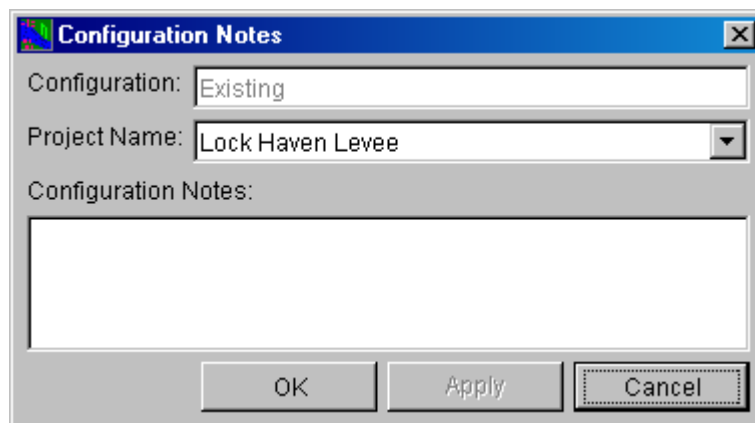 Configuration Notes
Configuration: Existing
Project Name: Lock Haven Levee
Configuration Notes:
OK Apply Cancel